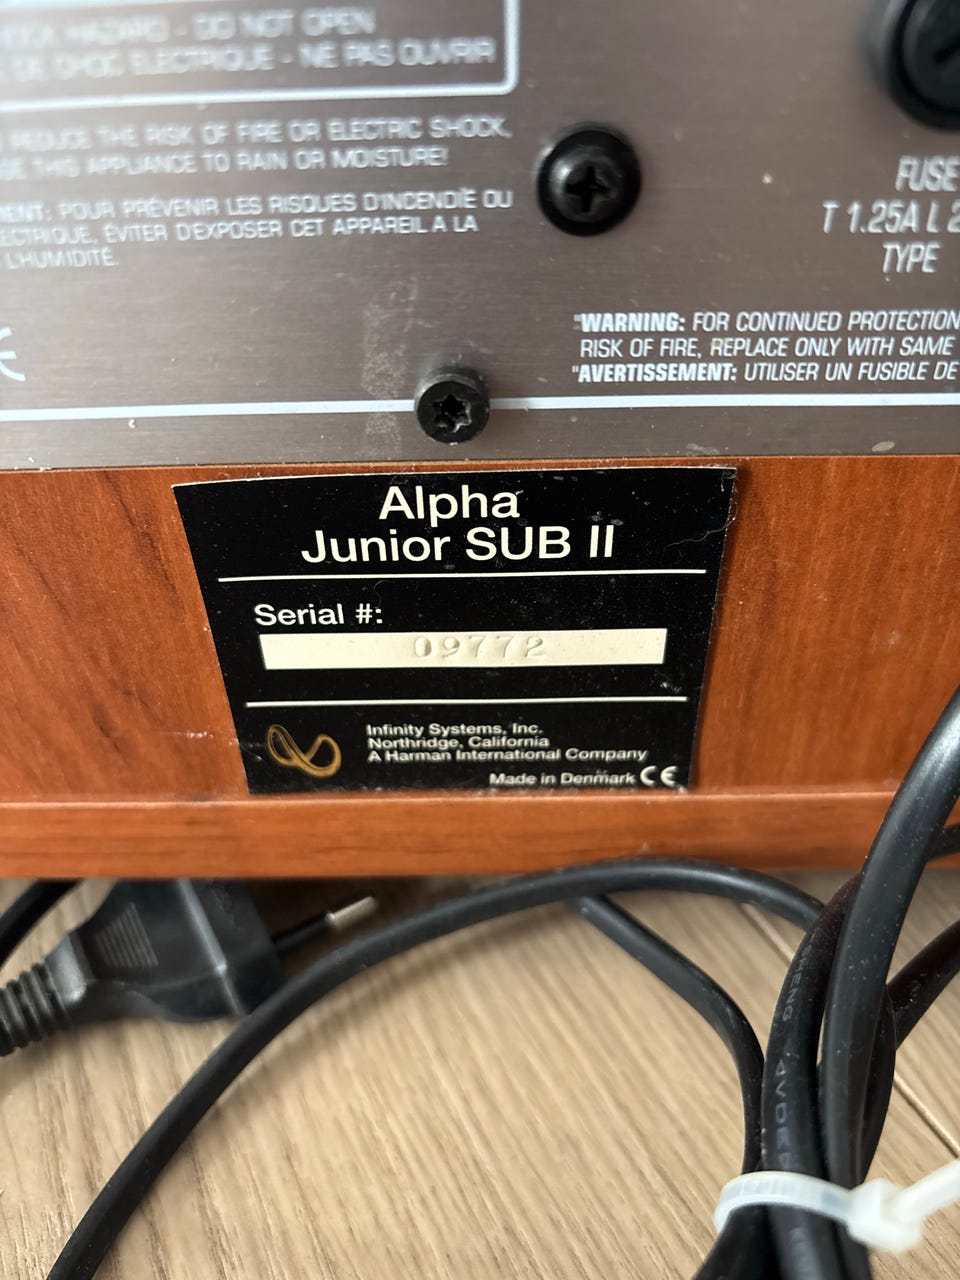 HAZARD - DO NOT OPEN
DE CHOC ELECTRIQUE - NE PAS OUVRIR
REDUCE THE RISK OF FIRE OR ELECTRIC SHOCK,
THIS APPLIANCE TO RAIN OR MOISTURE!
POUR PRÉVENIR LES RISQUES D'INCENDIE OU
ÉVITER D'EXPOSER CET APPAREIL A LA
L'HUMIDITÉ.
CE
FUSE
T 1.25A L 2
TYPE
"WARNING: FOR CONTINUED PROTECTION
RISK OF FIRE, REPLACE ONLY WITH SAME
"AVERTISSEMENT: UTILISER UN FUSIBLE DE
Alpha
Junior SUB II
Serial #:
09772
Infinity Systems, Inc.
Northridge, California
A Harman International Company
Made in Denmark CE